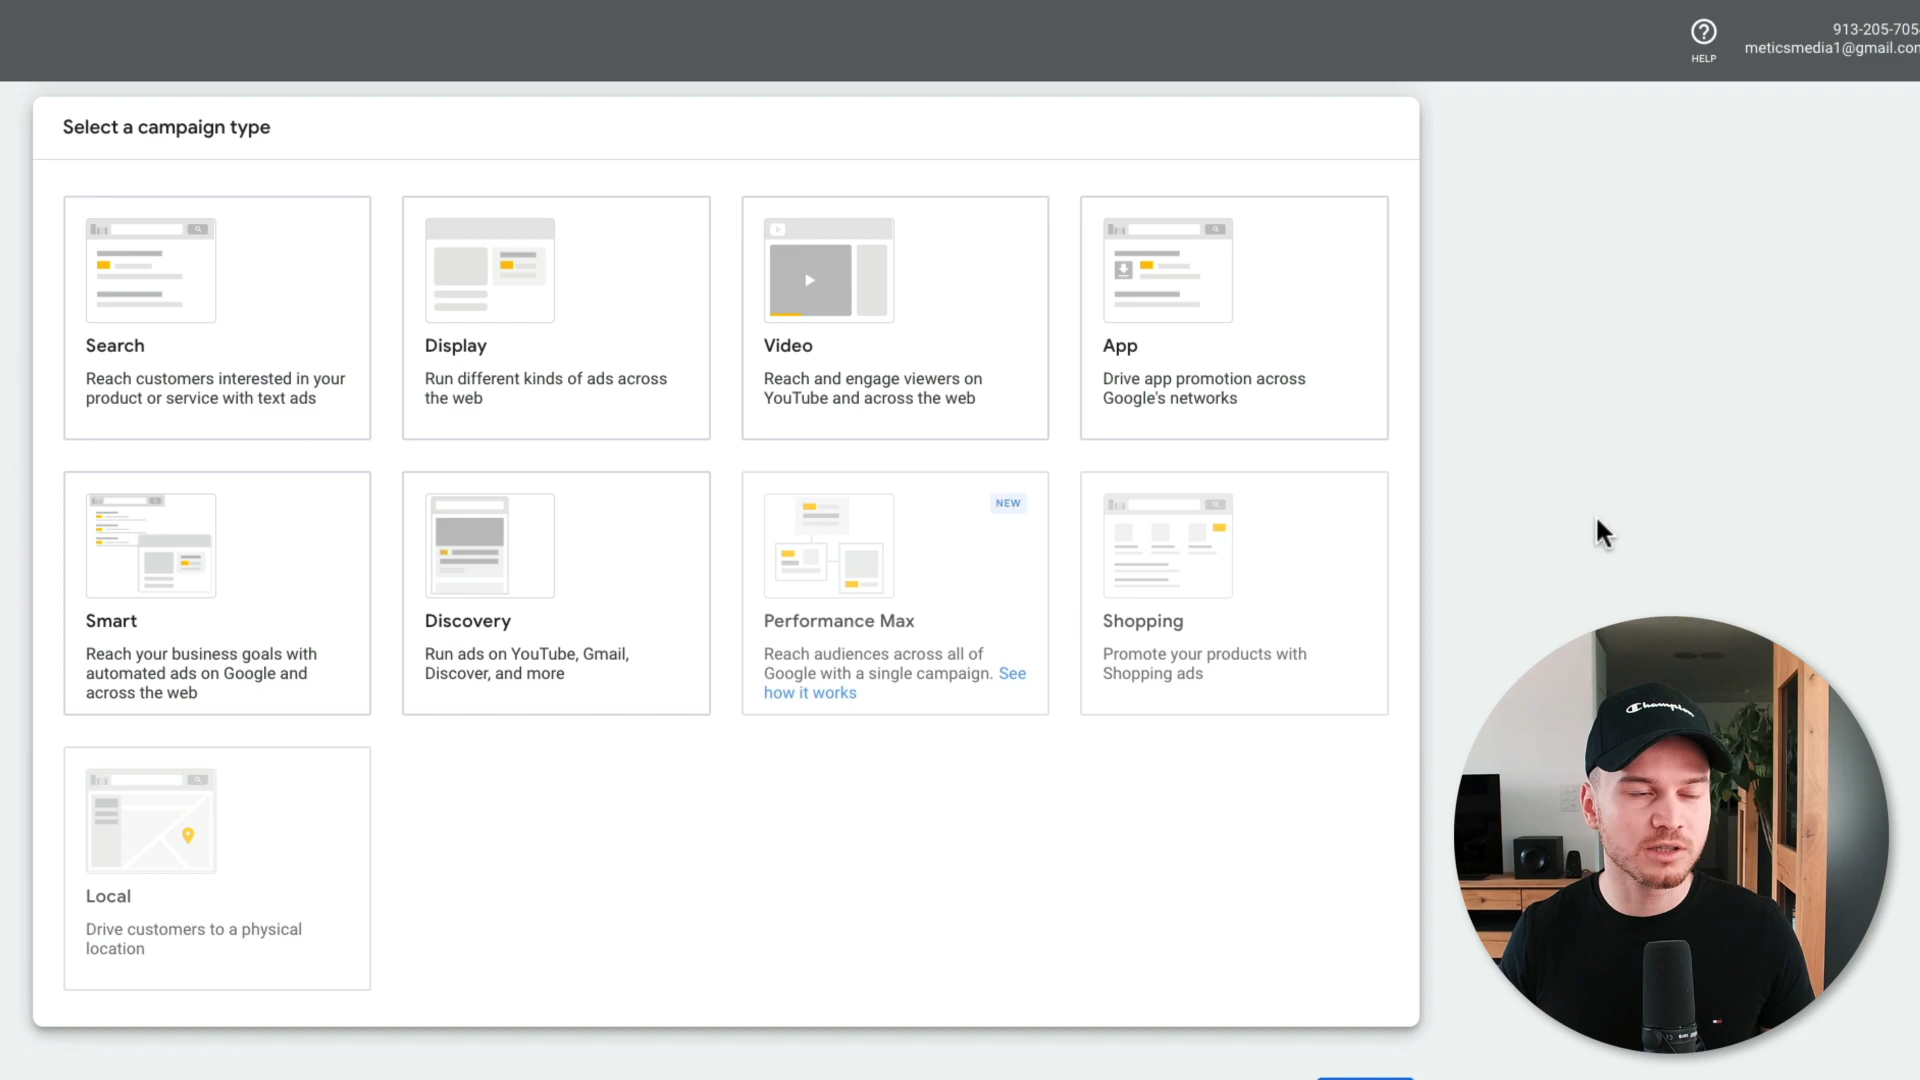 HELP
913-205-705
meticsmedia1@gmail.com
Select a campaign type
Search
Reach customers interested in your
product or service with text ads
Display
Run different kinds of ads across
the web
Video
Reach and engage viewers on
YouTube and across the web
App
Drive app promotion across
Google's networks
Smart
Reach your business goals with
automated ads on Google and
across the web
Discovery
Run ads on YouTube, Gmail,
Discover, and more
NEW
Performance Max
Reach audiences across all of
Google with a single campaign. See
how it works
Shopping
Promote your products with
Shopping ads
Local
Drive customers to a physical
location
Champion